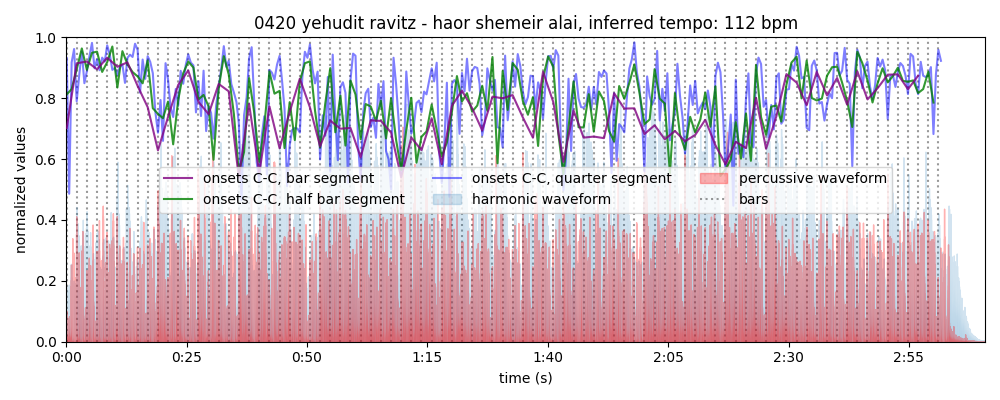 0420 yehudit ravitz - haor shemeir alai, inferred tempo: 112 bpm
1.0
0.8
0.6
0.4
0.2
0.0
normalized values
onsets C-C, bar segment
onsets C-C, half bar segment
onsets C-C, quarter segment
harmonic waveform
percussive waveform
bars
0:00 0:25 0:50 1:15 1:40 2:05 2:30 2:55
time (s)